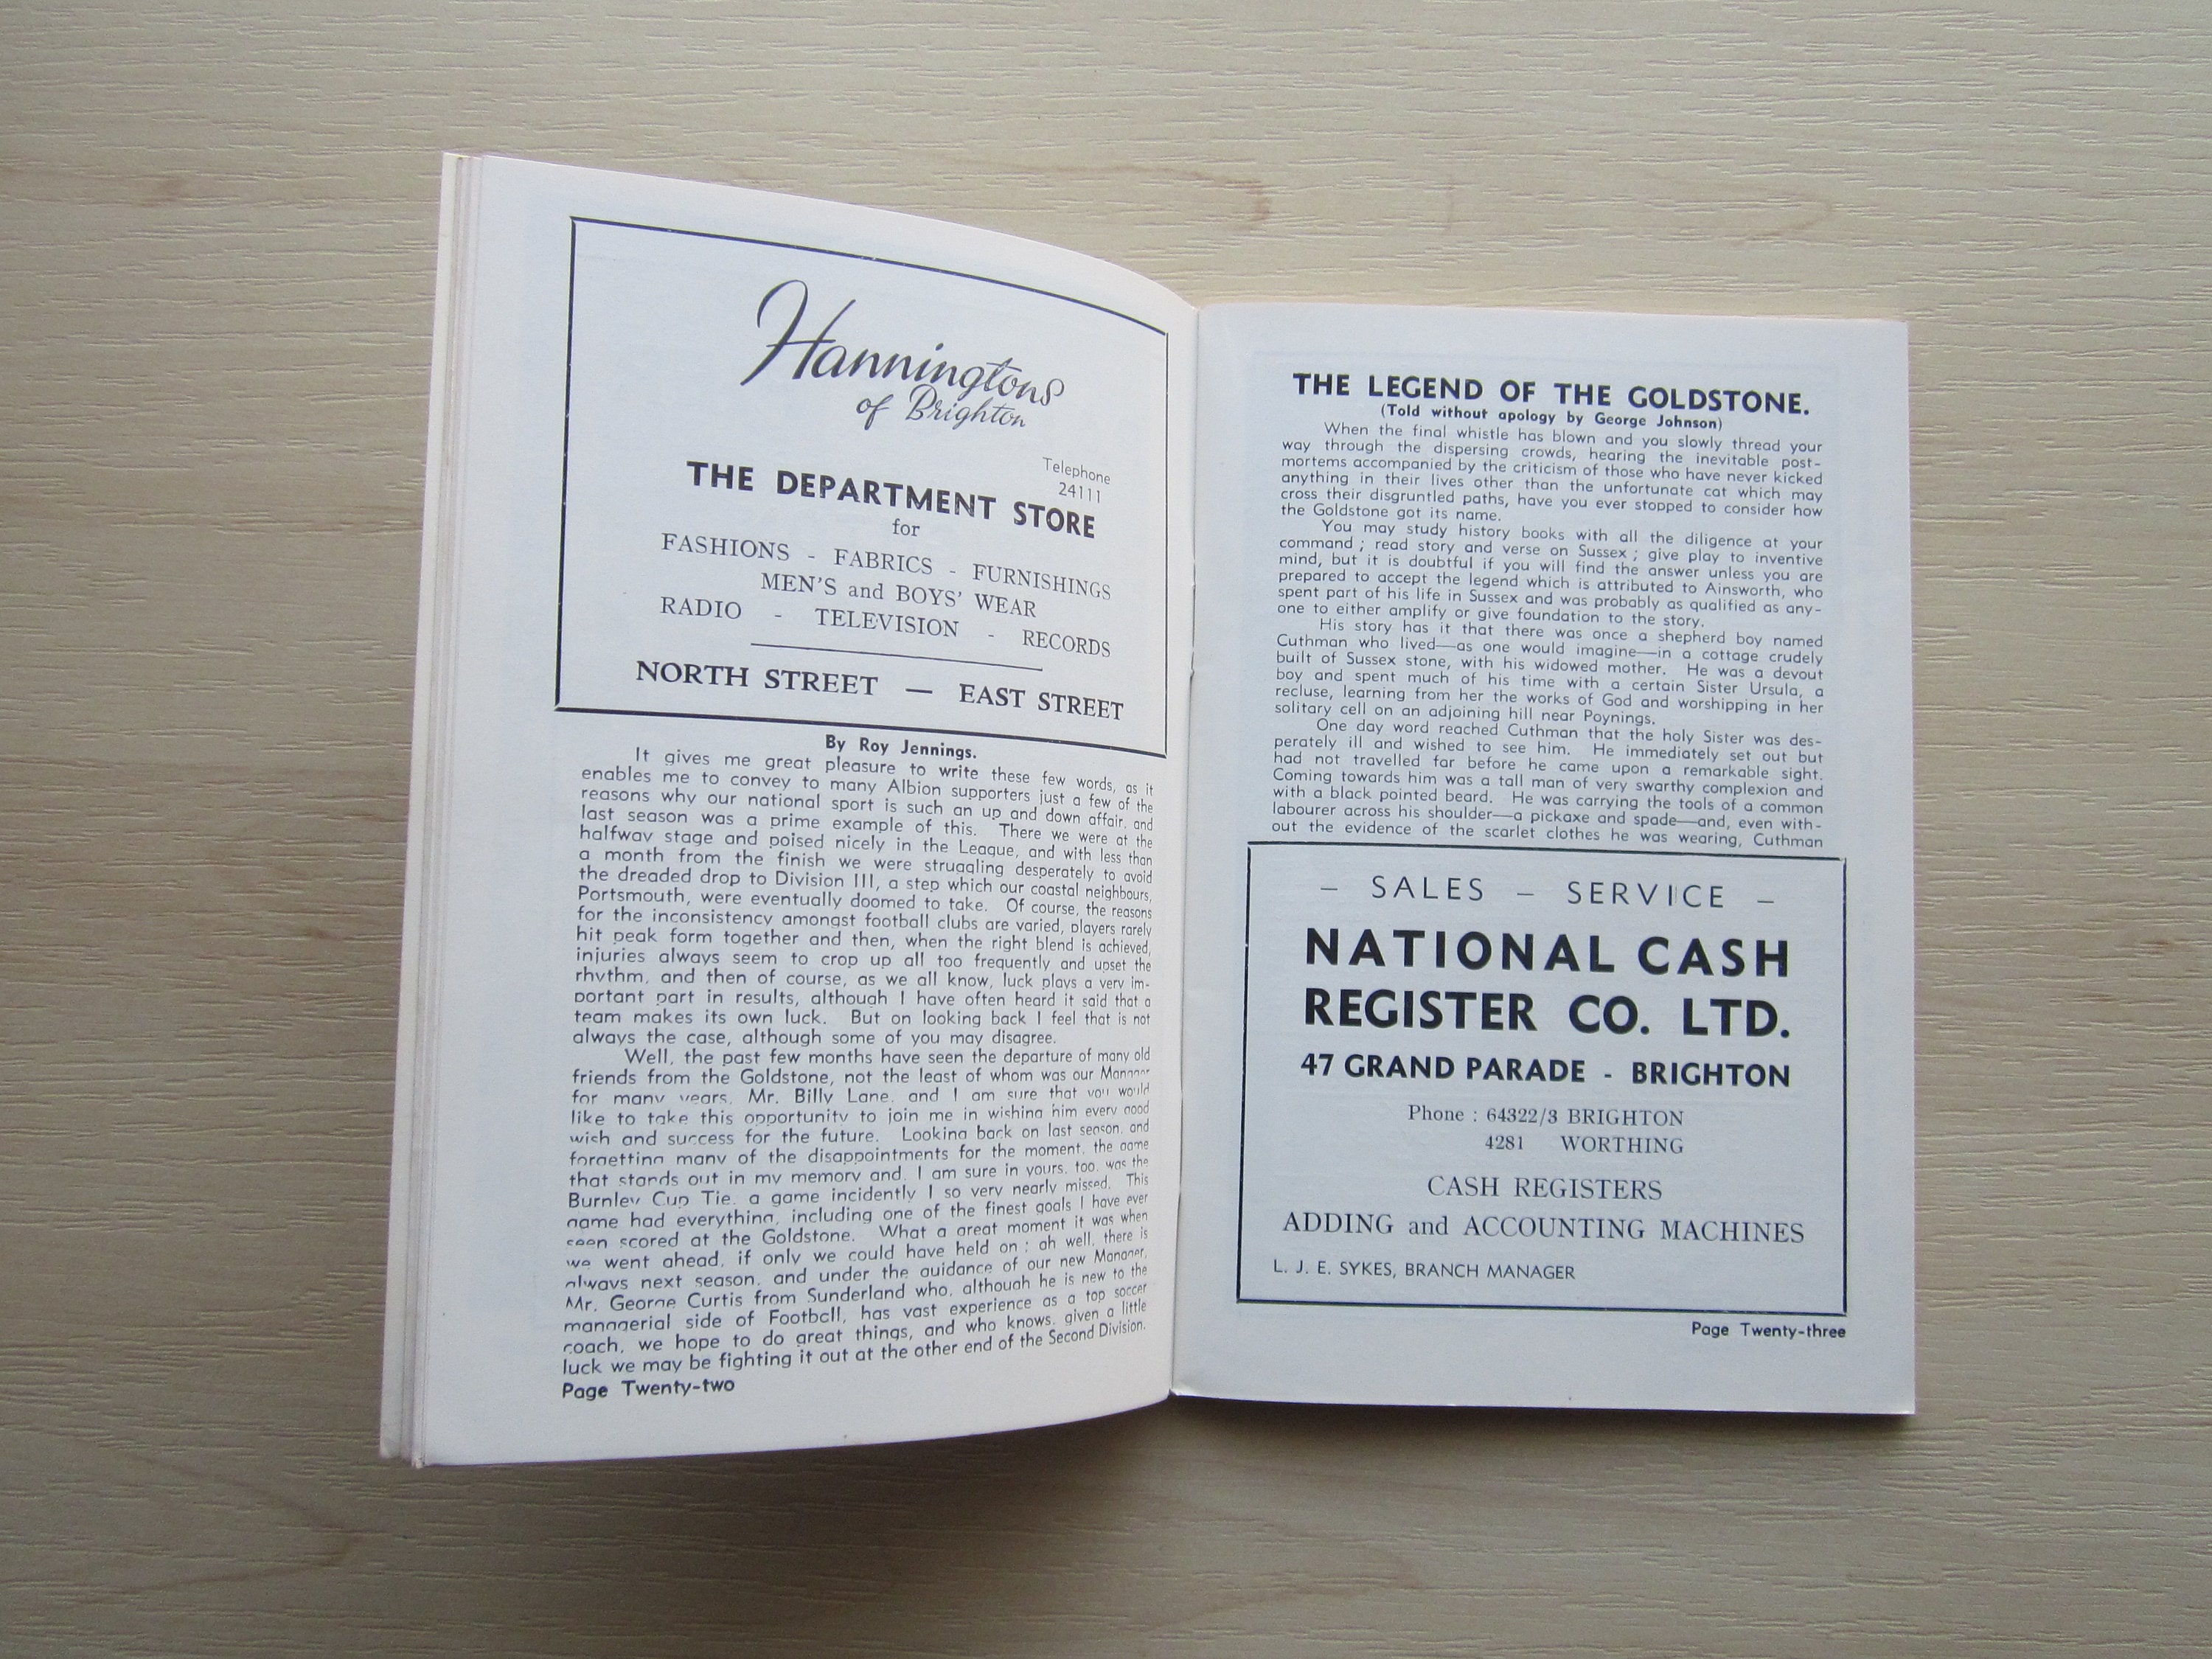 Hanningtons
of Brighton
Telephone
24111
THE DEPARTMENT STORE
for
FASHIONS - FABRICS - FURNISHINGS
MEN'S and BOYS' WEAR
RADIO - TELEVISION - RECORDS
NORTH STREET — EAST STREET
By Roy Jennings.
It gives me great pleasure to write these few words, as it
enables me to convey to many Albion supporters just a few of the
reasons why our national sport is such an up and down affair, and
last season was a prime example of this. There we were at the
halfway stage and poised nicely in the League, and with less than
a month from the finish we were struggling desperately to avoid
the dreaded drop to Division III, a step which our coastal neighbours,
Portsmouth, were eventually doomed to take. Of course, the reasons
for the inconsistency amongst football clubs are varied, players rarely
hit peak form together and then, when the right blend is achieved,
injuries always seem to crop up all too frequently and upset the
rhythm, and then of course, as we all know, luck plays a very im-
portant part in results, although I have often heard it said that a
team makes its own luck. But on looking back I feel that is not
always the case, although some of you may disagree.
Well, the past few months have seen the departure of many old
friends from the Goldstone, not the least of whom was our Manager
for many years, Mr. Billy Lane, and I am sure that you would
like to take this opportunity to join me in wishing him every good
wish and success for the future. Looking back on last season, and
forgetting many of the disappointments for the moment, the game
that stands out in my memory and, I am sure in yours, too, was the
Burnley Cup Tie, a game incidently I so very nearly missed. This
game had everything, including one of the finest goals I have ever
seen scored at the Goldstone. What a great moment it was when
we went ahead, if only we could have held on ; ah well, there is
always next season, and under the guidance of our new Manager,
Mr. George Curtis from Sunderland who, although he is new to the
managerial side of Football, has vast experience as a top soccer
coach, we hope to do great things, and who knows, given a little
luck we may be fighting it out at the other end of the Second Division.
Page Twenty-two
THE LEGEND OF THE GOLDSTONE.
(Told without apology by George Johnson)
When the final whistle has blown and you slowly thread your
way through the dispersing crowds, hearing the inevitable post-
mortems accompanied by the criticism of those who have never kicked
anything in their lives other than the unfortunate cat which may
cross their disgruntled paths, have you ever stopped to consider how
the Goldstone got its name.
You may study history books with all the diligence at your
command ; read story and verse on Sussex ; give play to inventive
mind, but it is doubtful if you will find the answer unless you are
prepared to accept the legend which is attributed to Ainsworth, who
spent part of his life in Sussex and was probably as qualified as any-
one to either amplify or give foundation to the story.
His story has it that there was once a shepherd boy named
Cuthman who lived—as one would imagine—in a cottage crudely
built of Sussex stone, with his widowed mother. He was a devout
boy and spent much of his time with a certain Sister Ursula, a
recluse, learning from her the works of God and worshipping in her
solitary cell on an adjoining hill near Poynings.
One day word reached Cuthman that the holy Sister was des-
perately ill and wished to see him. He immediately set out but
had not travelled far before he came upon a remarkable sight.
Coming towards him was a tall man of very swarthy complexion and
with a black pointed beard. He was carrying the tools of a common
labourer across his shoulder—a pickaxe and spade—and, even with-
out the evidence of the scarlet clothes he was wearing, Cuthman
– SALES – SERVICE –
NATIONAL CASH
REGISTER CO. LTD.
47 GRAND PARADE - BRIGHTON
Phone : 64322/3 BRIGHTON
4281 WORTHING
CASH REGISTERS
ADDING and ACCOUNTING MACHINES
L. J. E. SYKES, BRANCH MANAGER
Page Twenty-three